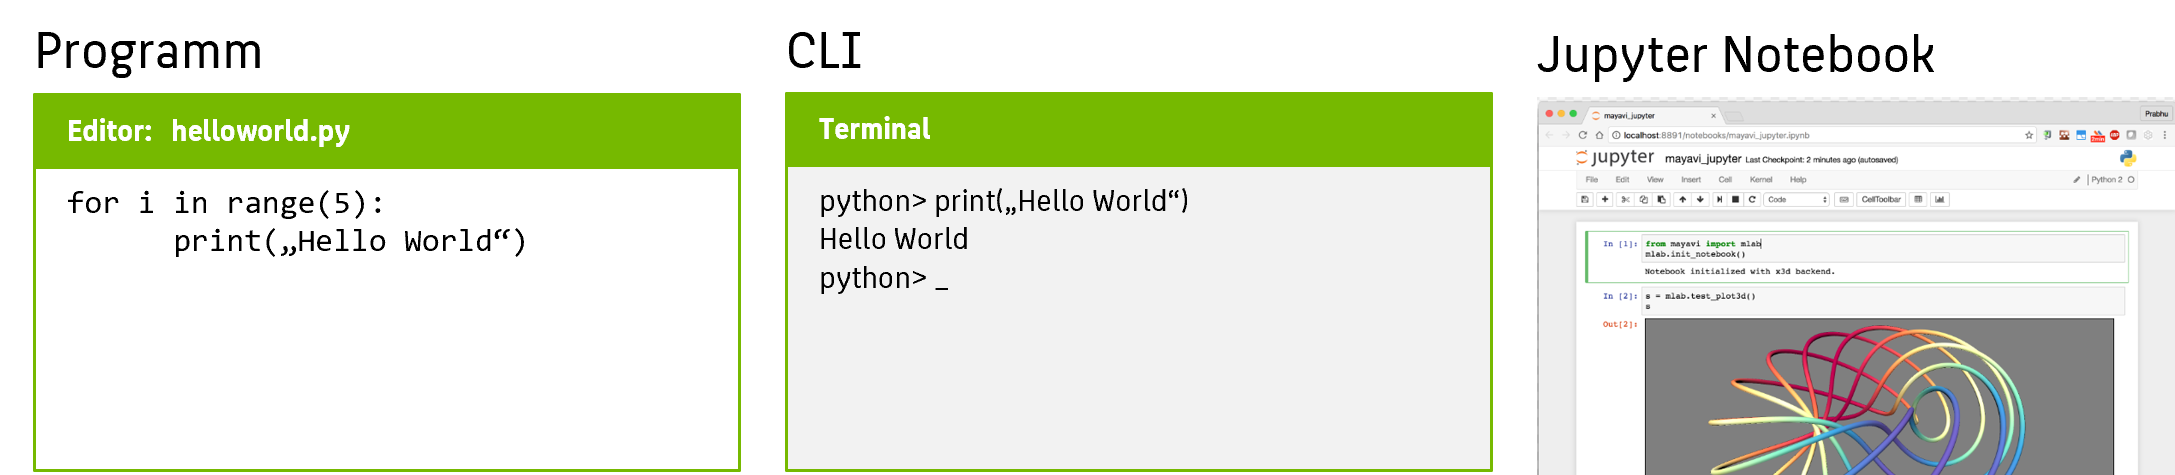 Programm
Editor: helloworld.py
for i in range(5):
print(„Hello World“)
CLI
Terminal
python> print(„Hello World“)
Hello World
python> _
Jupyter Notebook
mayavi_jupyter
Prabhu
localhost:8891/notebooks/mayavi_jupyter.ipynb
jupyter mayavi_jupyter Last Checkpoint: 2 minutes ago (autosaved)
File Edit View Insert Cell Kernel Help
Python 2
Code
CellToolbar
In [1]: from mayavi import mlab
mlab.init_notebook()
Notebook initialized with x3d backend.
In [2]: s = mlab.test_plot3d()
s
Out[2]: